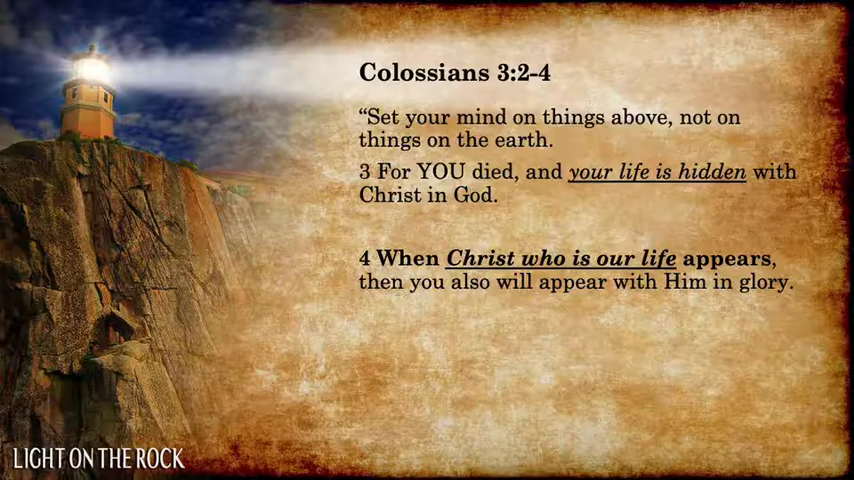 Colossians 3:2-4
“Set your mind on things above, not on
things on the earth.
3 For YOU died, and your life is hidden with
Christ in God.
4 When Christ who is our life appears,
then you also will appear with Him in glory.
LIGHT ON THE ROCK